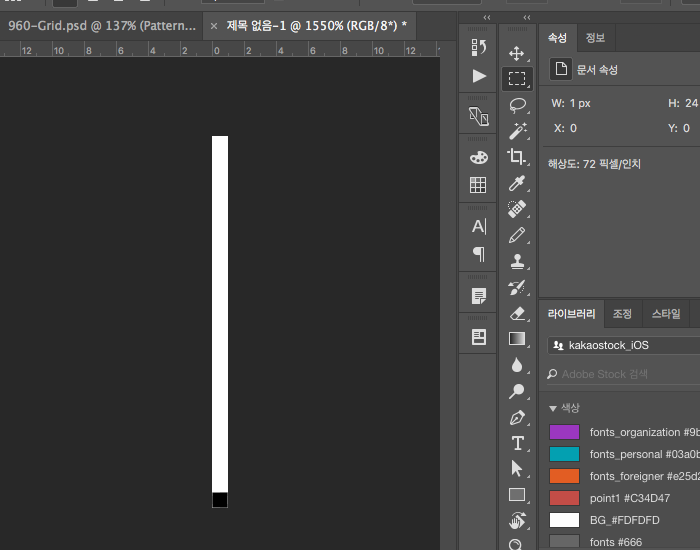 960-Grid.psd @ 137% (Pattern...
× 제목 없음-1 @ 1550% (RGB/8*) *
12 10 8 6 4 2 0 2 4 6 8 10 12
속성 정보
문서 속성
W: 1 px H: 24
X: 0 Y: 0
해상도: 72 픽셀/인치
라이브러리 조정 스타일
kakaostock_iOS
Adobe Stock 검색
색상
fonts_organization #9b
fonts_personal #03a0b
fonts_foreigner #e25d2
point1 #C34D47
BG_#FDFDFD
fonts #666